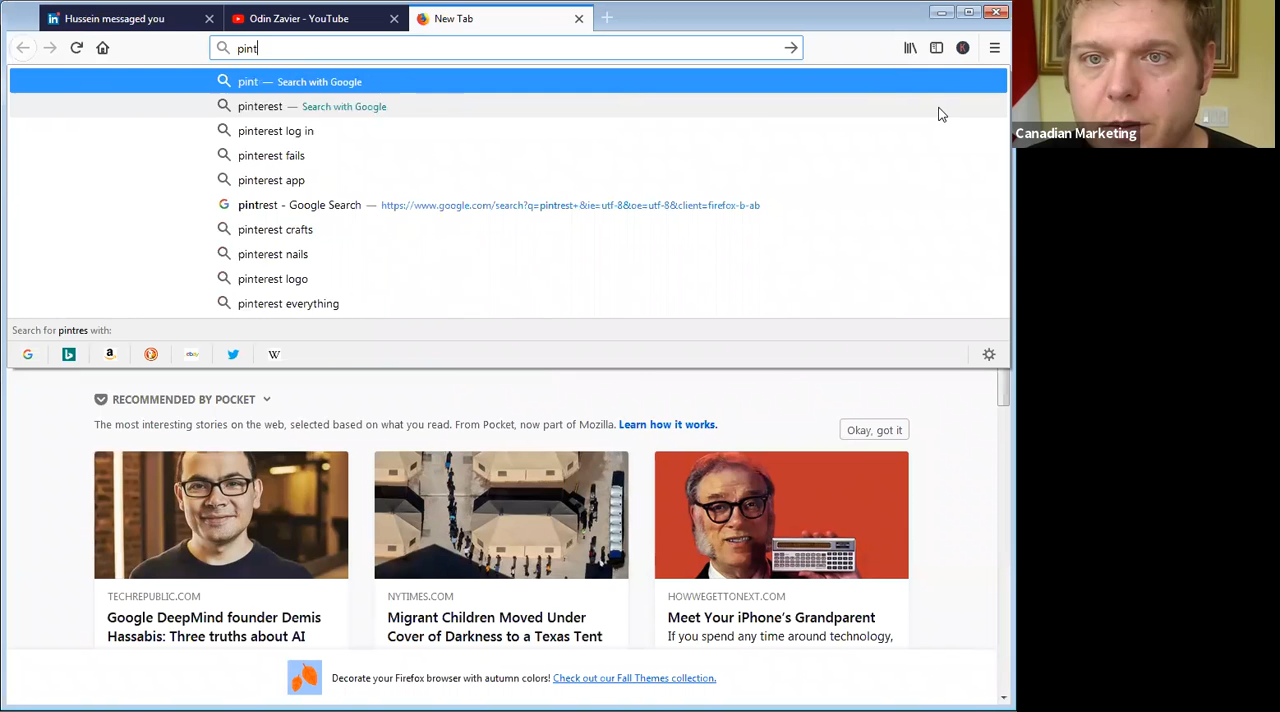 Hussein messaged you
Odin Zavier - YouTube
New Tab
pint
pint — Search with Google
pinterest — Search with Google
pinterest log in
pinterest fails
pinterest app
pintrest - Google Search — https://www.google.com/search?q=pintrest+&ie=utf-8&oe=utf-8&client=firefox-b-ab
pinterest crafts
pinterest nails
pinterest logo
pinterest everything
Search for pintres with:
Canadian Marketing
RECOMMENDED BY POCKET
The most interesting stories on the web, selected based on what you read. From Pocket, now part of Mozilla. Learn how it works.
Okay, got it
TECHREPUBLIC.COM
Google DeepMind founder Demis
Hassabis: Three truths about AI
NYTIMES.COM
Migrant Children Moved Under
Cover of Darkness to a Texas Tent
HOWWEGETTONEXT.COM
Meet Your iPhone's Grandparent
If you spend any time around technology,
Decorate your Firefox browser with autumn colors! Check out our Fall Themes collection.